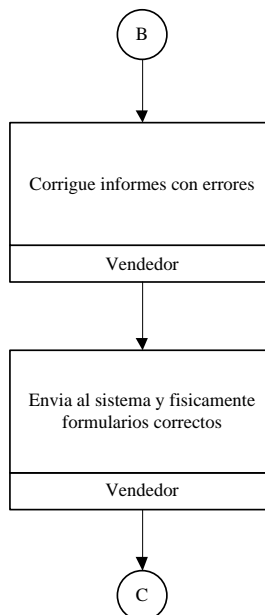 B
Corrigue informes con errores
Vendedor
Envia al sistema y fisicamente
formularios correctos
Vendedor
C